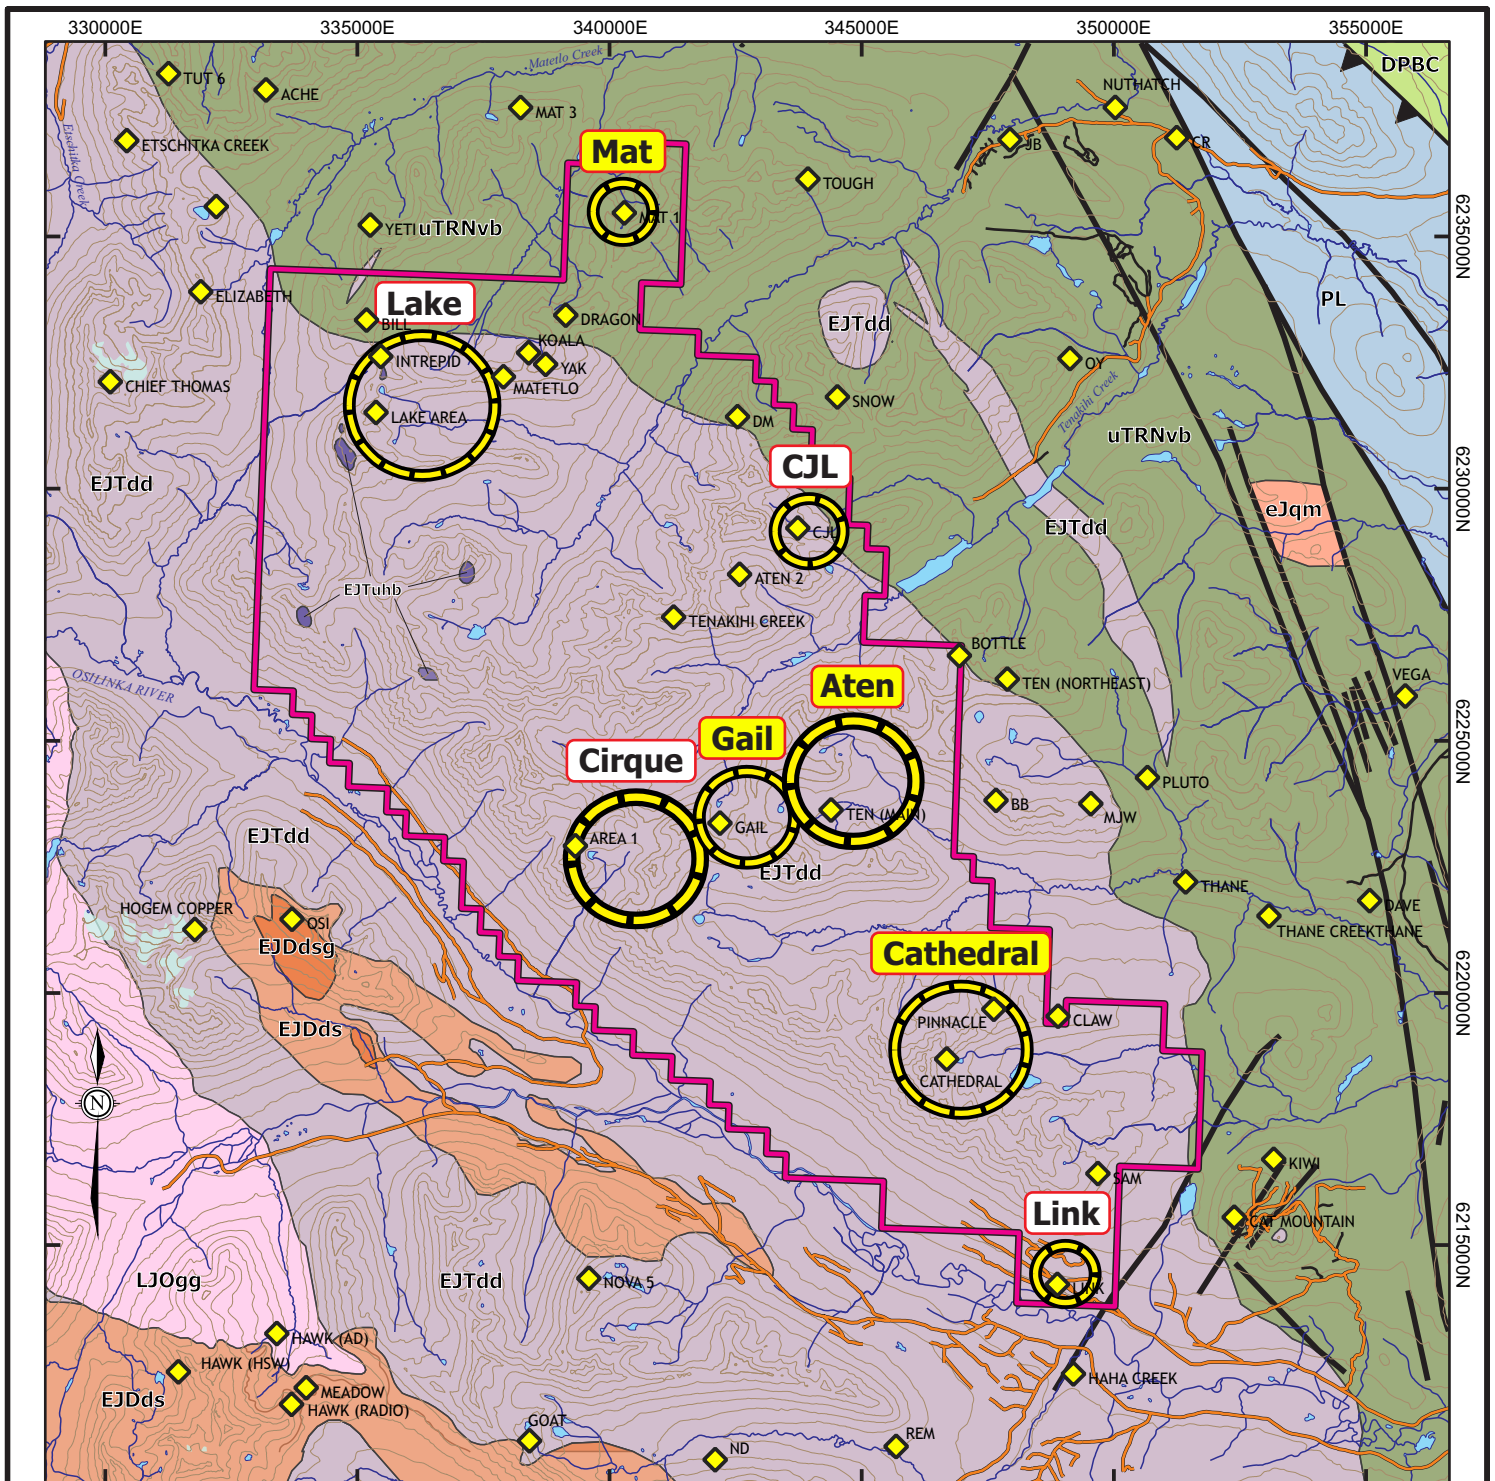 330000E 335000E 340000E 345000E 350000E 355000E
DPBC
Matetlo Creek
TUT 6
ACHE
MAT 3
NUTHATCH
ETSCHITKA CREEK
Etschitka Creek
JB
CR
Mat
TOUGH
MAT 1
YETI
uTRNvb
6235000N
ELIZABETH
Lake
PL
BILL
DRAGON
EJTdd
KOALA
INTREPID
YAK
OY
CHIEF THOMAS
MATETLO
SNOW
Tenakihi Creek
LAKE AREA
DM
uTRNvb
CJL
EJTdd
6230000N
eJqm
CJL
EJTdd
ATEN 2
EJTuhb
TENAKIHI CREEK
BOTTLE
OSILINKA RIVER
Aten
TEN (NORTHEAST)
VEGA
Gail
6225000N
Cirque
PLUTO
BB
MJW
TEN (MAIN)
GAIL
AREA 1
EJTdd
EJTdd
THANE
HOGEM COPPER
DAVE
OSI
THANE CREEKTHANE
EJDdsg
Cathedral
EJDds
PINNACLE
CLAW
6220000N
CATHEDRAL
N
KIWI
SAM
Link
CAT MOUNTAIN
LJOgg
EJTdd
NOVA 5
LINK
6215000N
HAWK (AD)
HAWK (HSW)
HAHA CREEK
MEADOW
EJDds
HAWK (RADIO)
GOAT
REM
ND